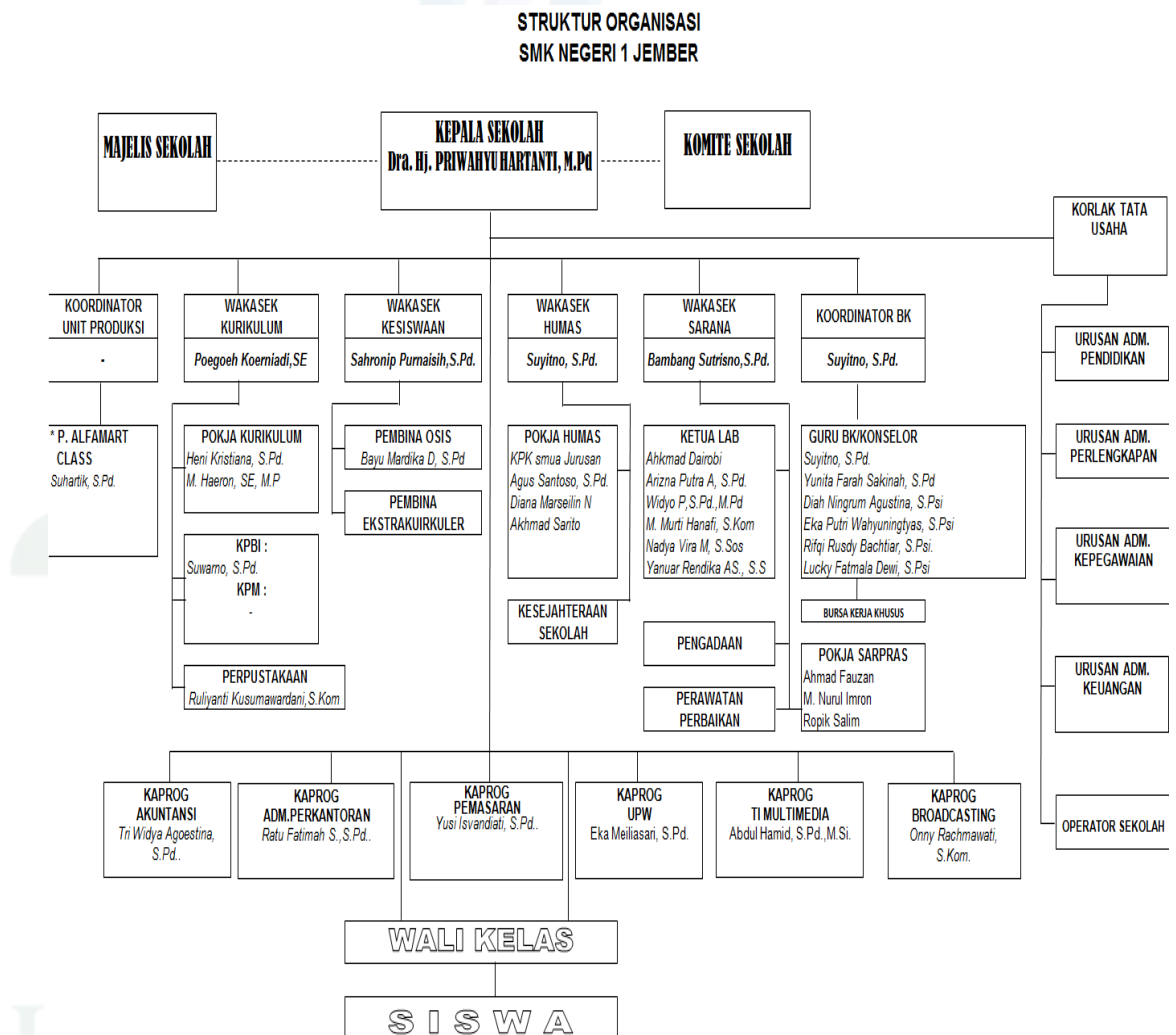 STRUKTUR ORGANISASI
SMK NEGERI 1 JEMBER
MAJELIS SEKOLAH
KEPALA SEKOLAH
Dra. Hj. PRIWAHYU HARTANTI, M.Pd
KOMITE SEKOLAH
KORLAK TATA
USAHA
KOORDINATOR
UNIT PRODUKSI
-
WAKASEK
KURIKULUM
Poegoeh Koerniadi,SE
WAKASEK
KESISWAAN
Sahronip Purnaisih,S.Pd.
WAKASEK
HUMAS
Suyitno, S.Pd.
WAKASEK
SARANA
Bambang Sutrisno,S.Pd.
KOORDINATOR BK
Suyitno, S.Pd.
* P. ALFAMART
CLASS
Suhartik, S.Pd.
POKJA KURIKULUM
Heni Kristiana, S.Pd.
M. Haeron, SE, M.P
KPBI :
Suwarno, S.Pd.
KPM :
-
PERPUSTAKAAN
Ruliyanti Kusumawardani,S.Kom
PEMBINA OSIS
Bayu Mardika D, S.Pd
PEMBINA
EKSTRAKUIRKULER
POKJA HUMAS
KPK smua Jurusan
Agus Santoso, S.Pd.
Diana Marseilin N
Akhmad Sarito
KESEJAHTERAAN
SEKOLAH
KETUA LAB
Ahkmad Dairobi
Arizna Putra A, S.Pd.
Widyo P,S.Pd.,M.Pd
M. Murti Hanafi, S.Kom
Nadya Vira M, S.Sos
Yanuar Rendika AS., S.S
PENGADAAN
PERAWATAN
PERBAIKAN
GURU BK/KONSELOR
Suyitno, S.Pd.
Yunita Farah Sakinah, S.Pd
Diah Ningrum Agustina, S.Psi
Eka Putri Wahyuningtyas, S.Psi
Rifqi Rusdy Bachtiar, S.Psi.
Lucky Fatmala Dewi, S.Psi
BURSA KERJA KHUSUS
POKJA SARPRAS
Ahmad Fauzan
M. Nurul Imron
Ropik Salim
URUSAN ADM.
PENDIDIKAN
URUSAN ADM.
PERLENGKAPAN
URUSAN ADM.
KEPEGAWAIAN
URUSAN ADM.
KEUANGAN
OPERATOR SEKOLAH
KAPROG
AKUNTANSI
Tri Widya Agoestina,
S.Pd..
KAPROG
ADM.PERKANTORAN
Ratu Fatimah S.,S.Pd..
KAPROG
PEMASARAN
Yusi Isvandiati, S.Pd..
KAPROG
UPW
Eka Meiliasari, S.Pd.
KAPROG
TI MULTIMEDIA
Abdul Hamid, S.Pd.,M.Si.
KAPROG
BROADCASTING
Onny Rachmawati,
S.Kom.
WALI KELAS
S I S W A